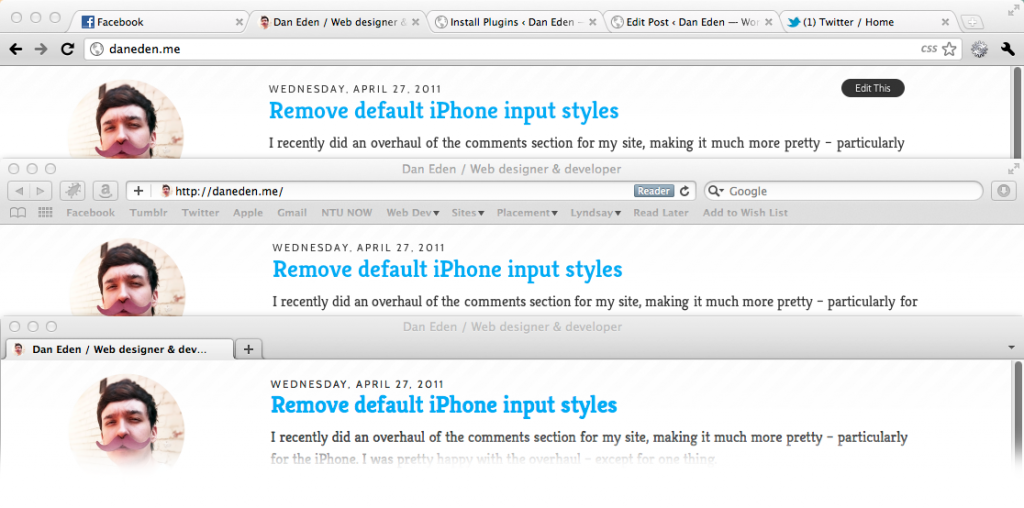 Facebook
Dan Eden / Web designer &
Install Plugins ‹ Dan Eden —
Edit Post ‹ Dan Eden — Wor
(1) Twitter / Home
daneden.me
css
WEDNESDAY, APRIL 27, 2011
Edit This
Remove default iPhone input styles
I recently did an overhaul of the comments section for my site, making it much more pretty – particularly
Dan Eden / Web designer & developer
http://daneden.me/
Reader
Google
Facebook Tumblr Twitter Apple Gmail NTU NOW Web Dev▾ Sites▾ Placement▾ Lyndsay▾ Read Later Add to Wish List
WEDNESDAY, APRIL 27, 2011
Remove default iPhone input styles
I recently did an overhaul of the comments section for my site, making it much more pretty – particularly for
Dan Eden / Web designer & developer
Dan Eden / Web designer & dev...
WEDNESDAY, APRIL 27, 2011
Remove default iPhone input styles
I recently did an overhaul of the comments section for my site, making it much more pretty – particularly
for the iPhone. I was pretty happy with the overhaul – except for one thing.